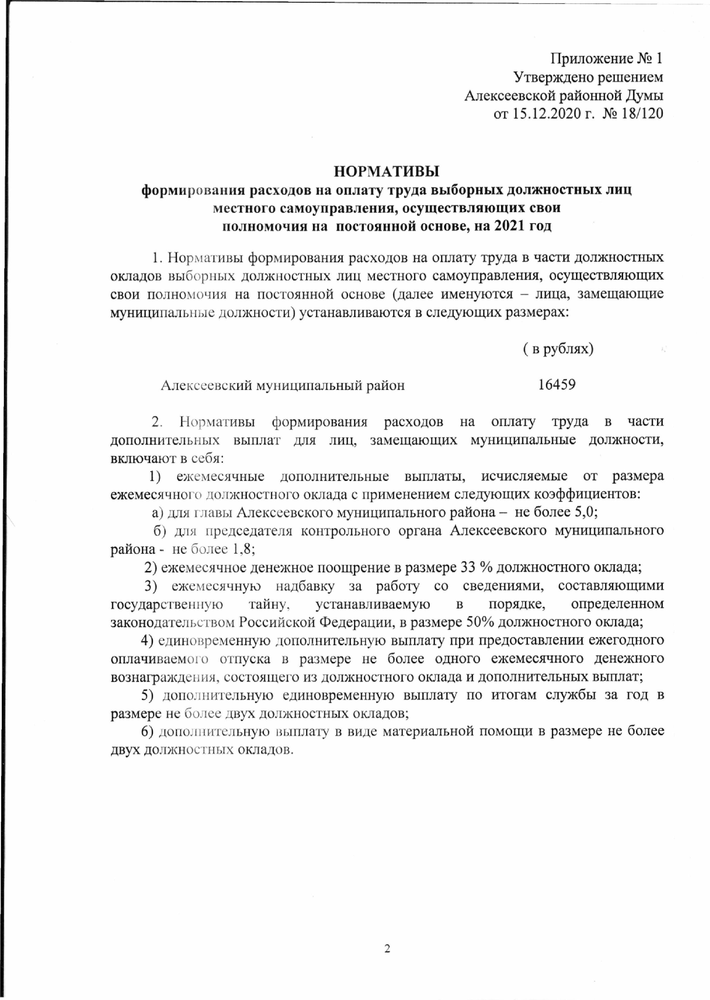 Приложение № 1
Утверждено решением
Алексеевской районной Думы
от 15.12.2020 г.  № 18/120
НОРМАТИВЫ
формирования расходов на оплату труда выборных должностных лиц
местного самоуправления, осуществляющих свои
полномочия на  постоянной основе, на 2021 год
1. Нормативы формирования расходов на оплату труда в части должностных
окладов выборных должностных лиц местного самоуправления, осуществляющих
свои полномочия на постоянной основе (далее именуются – лица, замещающие
муниципальные должности) устанавливаются в следующих размерах:
( в рублях)
Алексеевский муниципальный район 16459
2. Нормативы формирования расходов на оплату труда в части
дополнительных выплат для лиц, замещающих муниципальные должности,
включают в себя:
1) ежемесячные дополнительные выплаты, исчисляемые от размера
ежемесячного должностного оклада с применением следующих коэффициентов:
а) для главы Алексеевского муниципального района –  не более 5,0;
б) для председателя контрольного органа Алексеевского муниципального
района -  не более 1,8;
2) ежемесячное денежное поощрение в размере 33 % должностного оклада;
3) ежемесячную надбавку за работу со сведениями, составляющими
государственную тайну, устанавливаемую в порядке, определенном
законодательством Российской Федерации, в размере 50% должностного оклада;
4) единовременную дополнительную выплату при предоставлении ежегодного
оплачиваемого отпуска в размере не более одного ежемесячного денежного
вознаграждения, состоящего из должностного оклада и дополнительных выплат;
5) дополнительную единовременную выплату по итогам службы за год в
размере не более двух должностных окладов;
6) дополнительную выплату в виде материальной помощи в размере не более
двух должностных окладов.
2